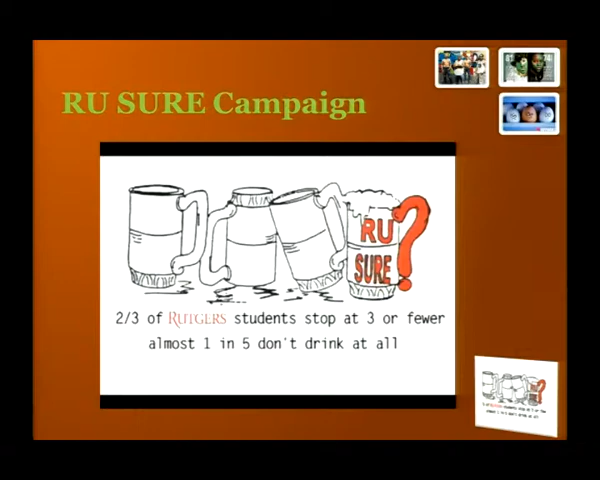 RU SURE Campaign
RU
SURE
2/3 of RUTGERS students stop at 3 or fewer
almost 1 in 5 don't drink at all